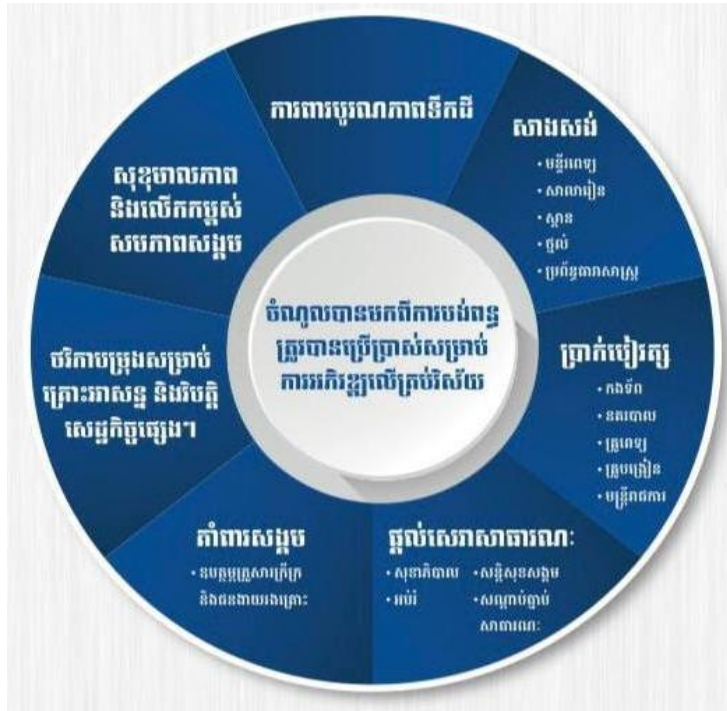 ចំណូលបានមកពីការបង់ពន្ធ
ត្រូវបានប្រើប្រាស់សម្រាប់
ការអភិវឌ្ឍលើគ្រប់វិស័យ
ការពារបូរណភាពទឹកដី
សាងសង់
• មន្ទីរពេទ្យ
• សាលារៀន
• ស្ពាន
• ថ្នល់
• ប្រព័ន្ធធារាសាស្ត្រ
ប្រាក់បៀវត្ស
• កងទ័ព
• នគរបាល
• គ្រូពេទ្យ
• គ្រូបង្រៀន
• មន្ត្រីរាជការ
ផ្តល់សេវាសាធារណៈ
• សុខាភិបាល
• អប់រំ
• សន្តិសុខសង្គម
• សណ្តាប់ធ្នាប់
សាធារណៈ
គាំពារសង្គម
• ឧបត្ថម្ភគ្រួសារក្រីក្រ
និងជនងាយរងគ្រោះ
ថវិកាបម្រុងសម្រាប់
គ្រោះអាសន្ន និងវិបត្តិ
សេដ្ឋកិច្ចផ្សេងៗ
សុខុមាលភាព
និងលើកកម្ពស់
សមភាពសង្គម